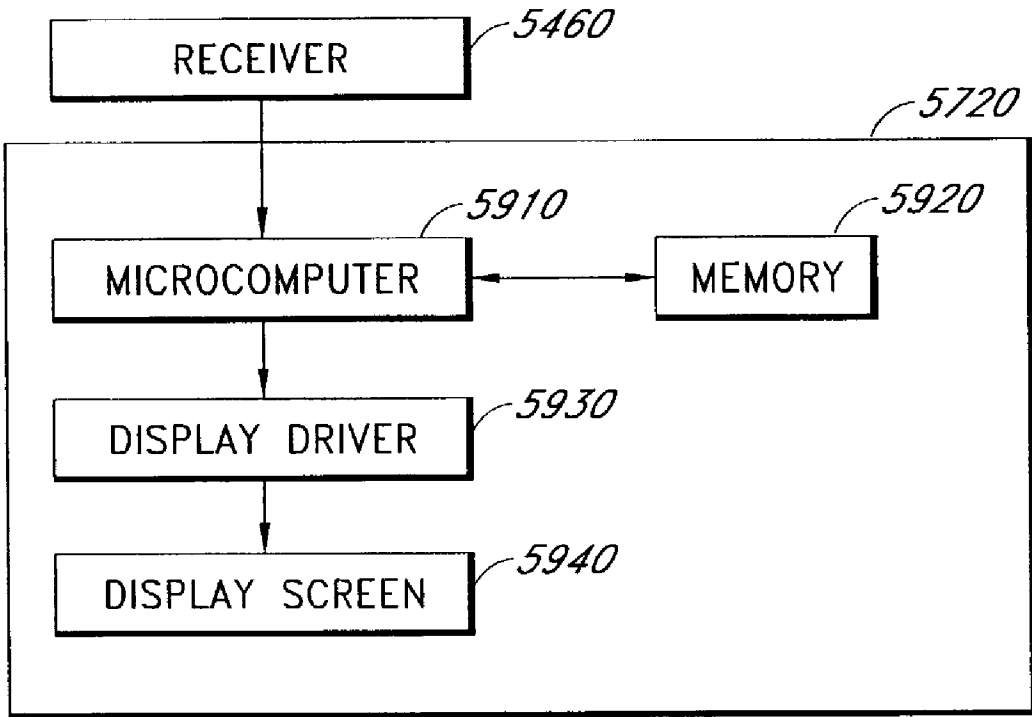 5460
RECEIVER
5720
5910
5920
MICROCOMPUTER
MEMORY
5930
DISPLAY DRIVER
5940
DISPLAY SCREEN